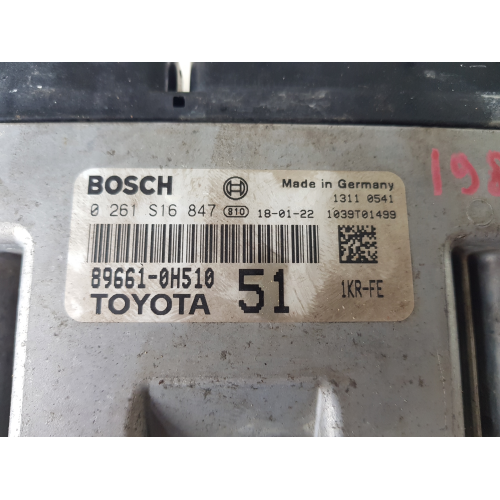 BOSCH Made in Germany
1311 0541
0 261 S16 847 810 18-01-22 1039T01499
89661-0H510
TOYOTA 51 1KR-FE
198